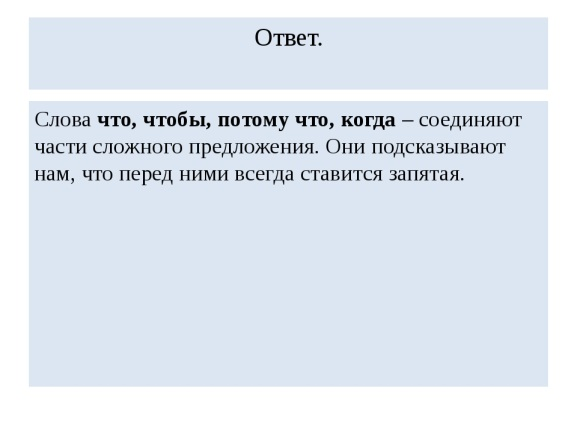 Ответ.
Слова что, чтобы, потому что, когда – соединяют
части сложного предложения. Они подсказывают
нам, что перед ними всегда ставится запятая.